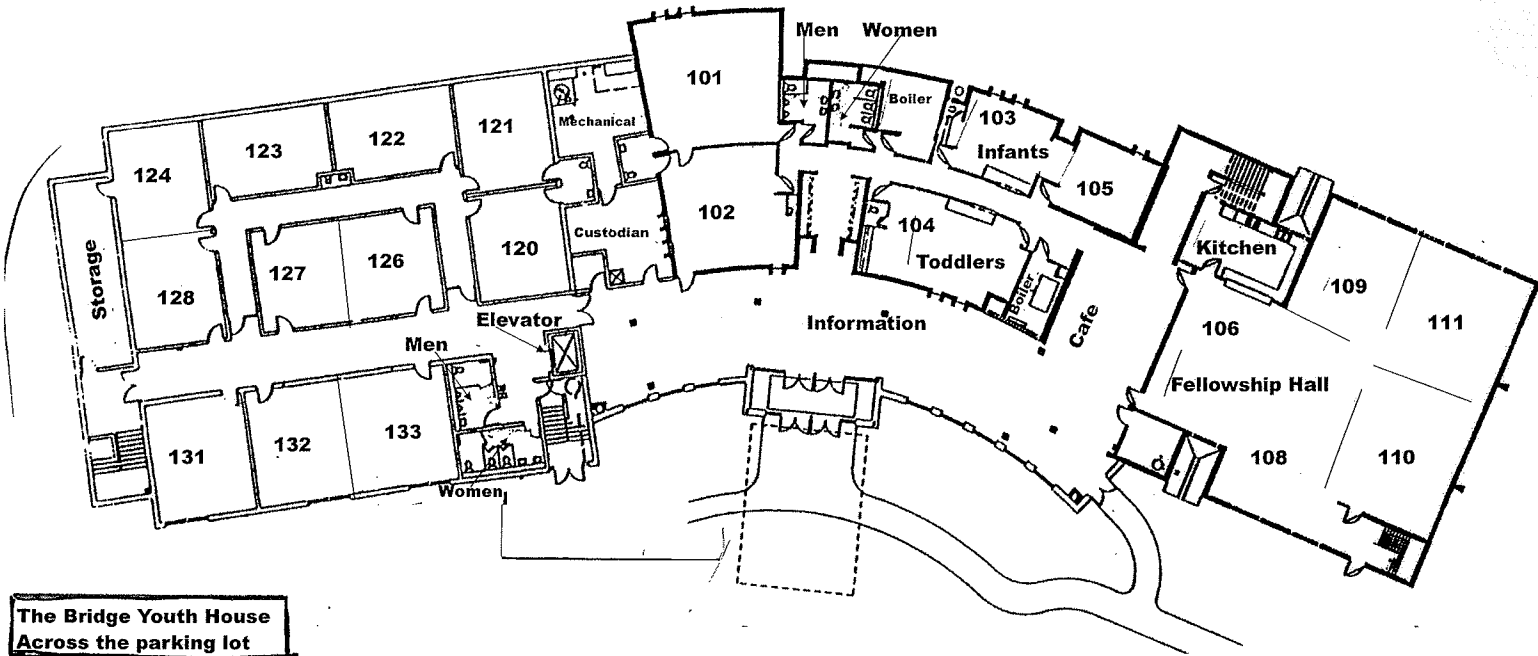 Men
Women
101
Boiler
103
Infants
105
121
Mechanical
122
123
124
102
Custodian
120
104
Toddlers
Boiler
126
127
128
Storage
Elevator
Men
Information
Cafe
Kitchen
109
111
106
Fellowship Hall
108
110
131
132
133
Women
The Bridge Youth House
Across the parking lot